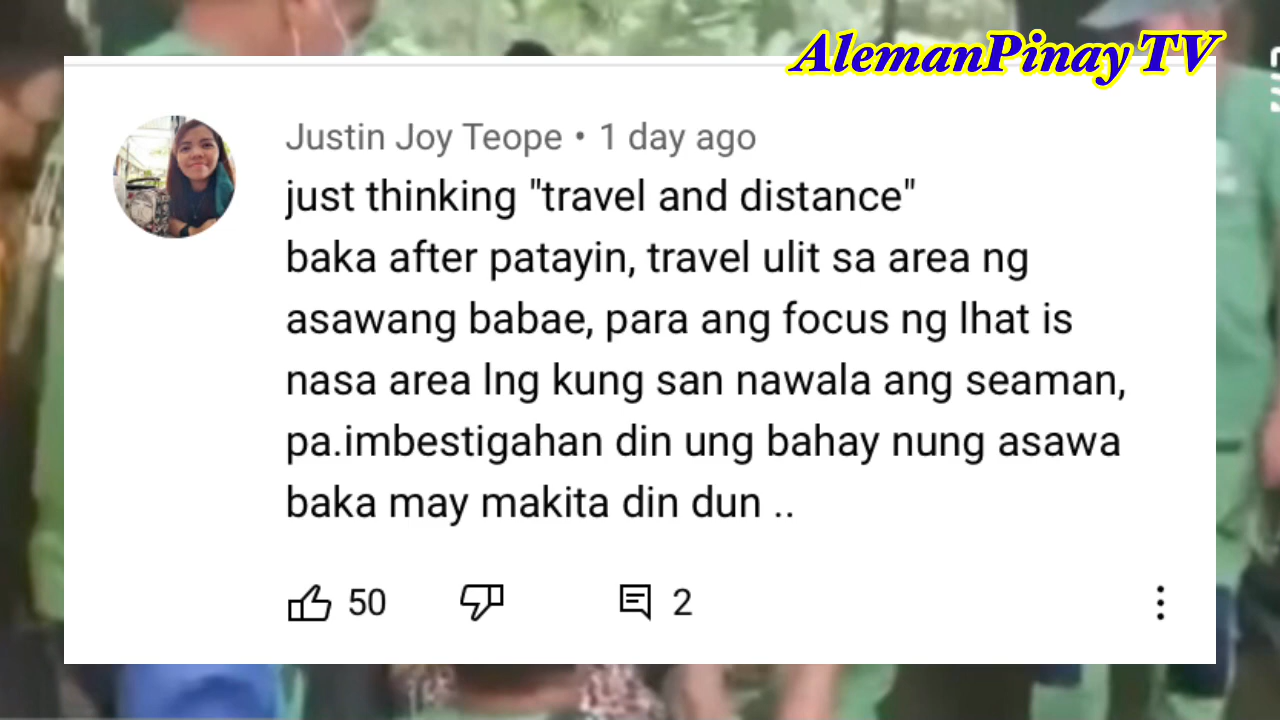 AlemanPinay TV
Justin Joy Teope • 1 day ago
just thinking "travel and distance"
baka after patayin, travel ulit sa area ng
asawang babae, para ang focus ng lhat is
nasa area lng kung san nawala ang seaman,
pa.imbestigahan din ung bahay nung asawa
baka may makita din dun ..
50 2